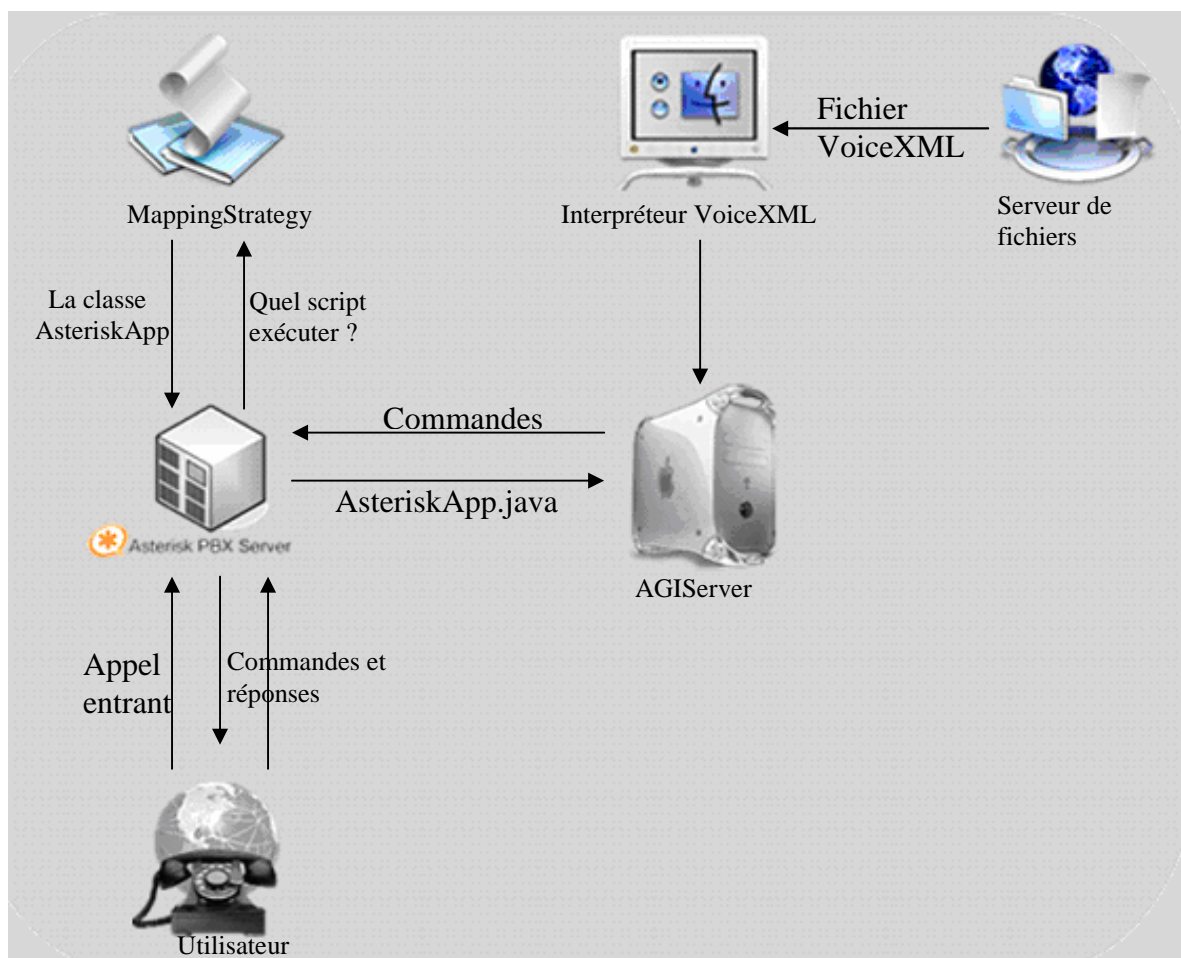 Fichier
VoiceXML
MappingStrategy
Interpréteur VoiceXML
Serveur de
fichiers
La classe
AsteriskApp
Quel script
exécuter ?
Commandes
AsteriskApp.java
Asterisk PBX Server
AGIServer
Appel
entrant
Commandes et
réponses
Utilisateur